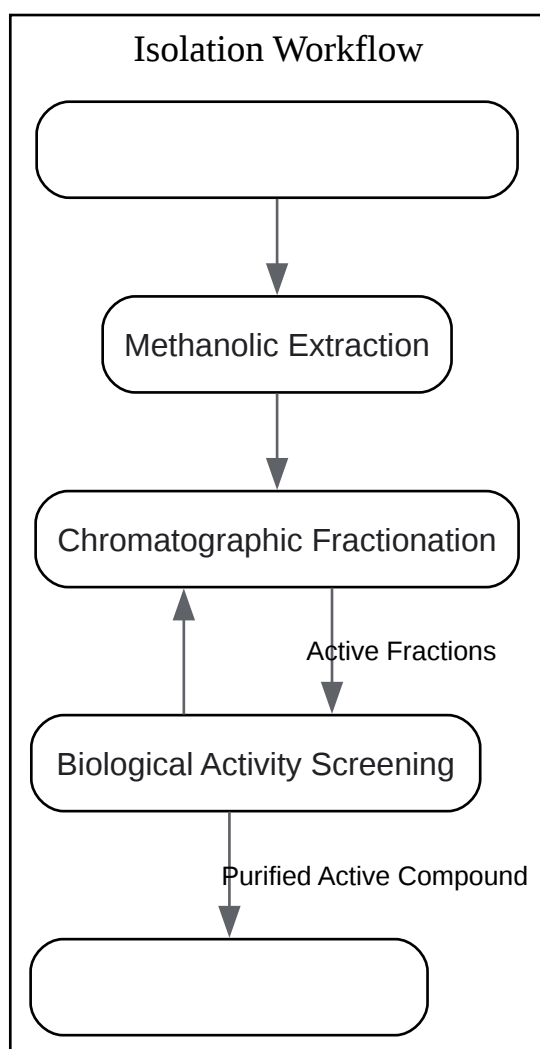 Isolation Workflow
Methanolic Extraction
Chromatographic Fractionation
Active Fractions
Biological Activity Screening
Purified Active Compound